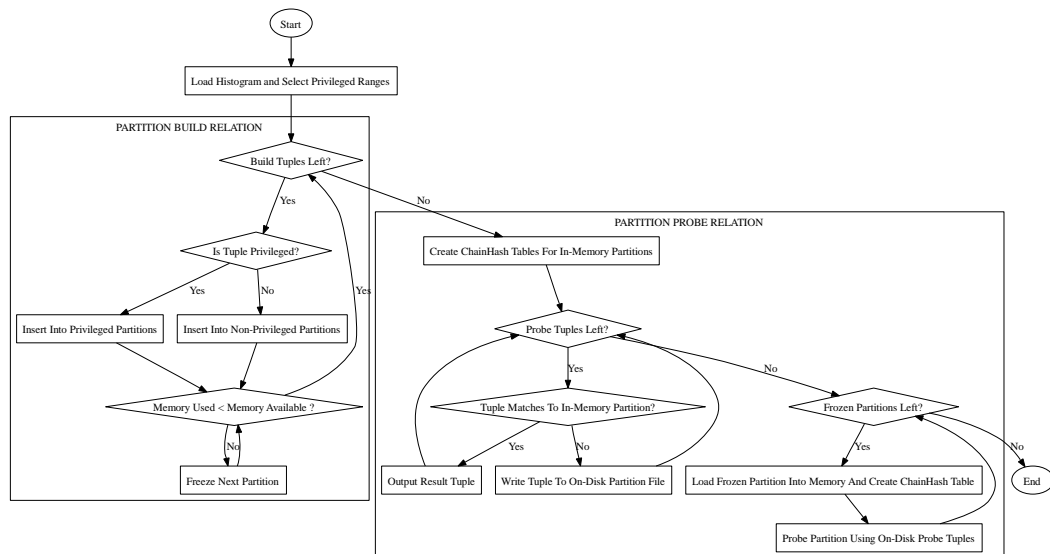 Start
Load Histogram and Select Privileged Ranges
PARTITION BUILD RELATION
Build Tuples Left?
Yes
No
Is Tuple Privileged?
Yes
No
Yes
Insert Into Privileged Partitions
Insert Into Non-Privileged Partitions
Memory Used < Memory Available ?
No
Freeze Next Partition
PARTITION PROBE RELATION
Create ChainHash Tables For In-Memory Partitions
Probe Tuples Left?
Yes
No
Tuple Matches To In-Memory Partition?
Frozen Partitions Left?
Yes
No
Yes
No
Output Result Tuple
Write Tuple To On-Disk Partition File
Load Frozen Partition Into Memory And Create ChainHash Table
End
Probe Partition Using On-Disk Probe Tuples